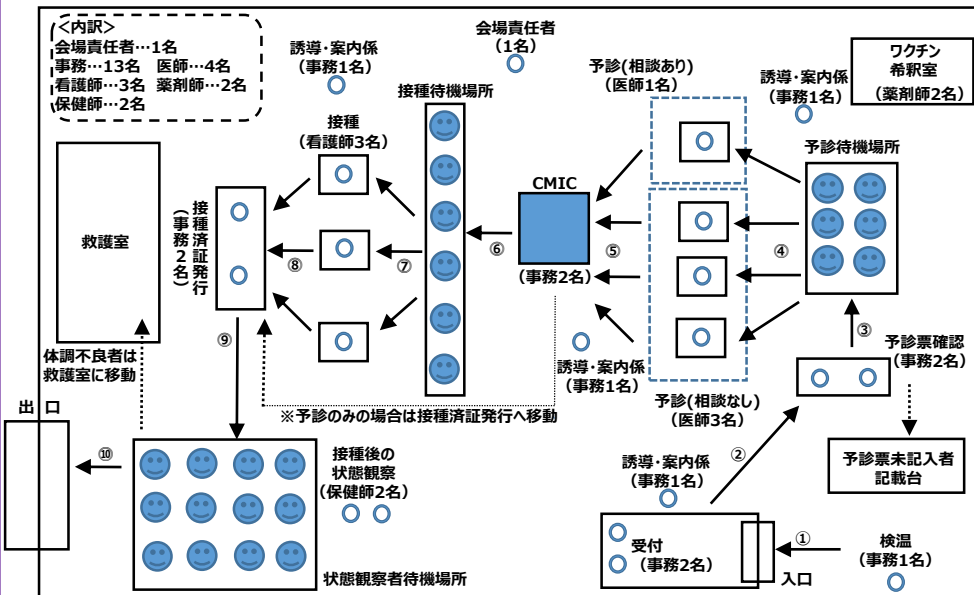 <内訳>
会場責任者…1名
事務…13名 医師…4名
看護師…3名 薬剤師…2名
保健師…2名
誘導・案内係
(事務1名)
会場責任者
(1名)
予診(相談あり)
(医師1名)
誘導・案内係
(事務1名)
ワクチン
希釈室
(薬剤師2名)
接種待機場所
接種
(看護師3名)
予診待機場所
CMIC
(事務2名)
救護室
接種済証発行
(事務2名)
⑧
⑦
⑥
⑤
④
③
⑨
体調不良者は
救護室に移動
誘導・案内係
(事務1名)
予診票確認
(事務2名)
※予診のみの場合は接種済証発行へ移動
予診(相談なし)
(医師3名)
出口
⑩
接種後の
状態観察
(保健師2名)
誘導・案内係
(事務1名)
②
予診票未記入者
記載台
受付
(事務2名)
①
検温
(事務1名)
入口
状態観察者待機場所